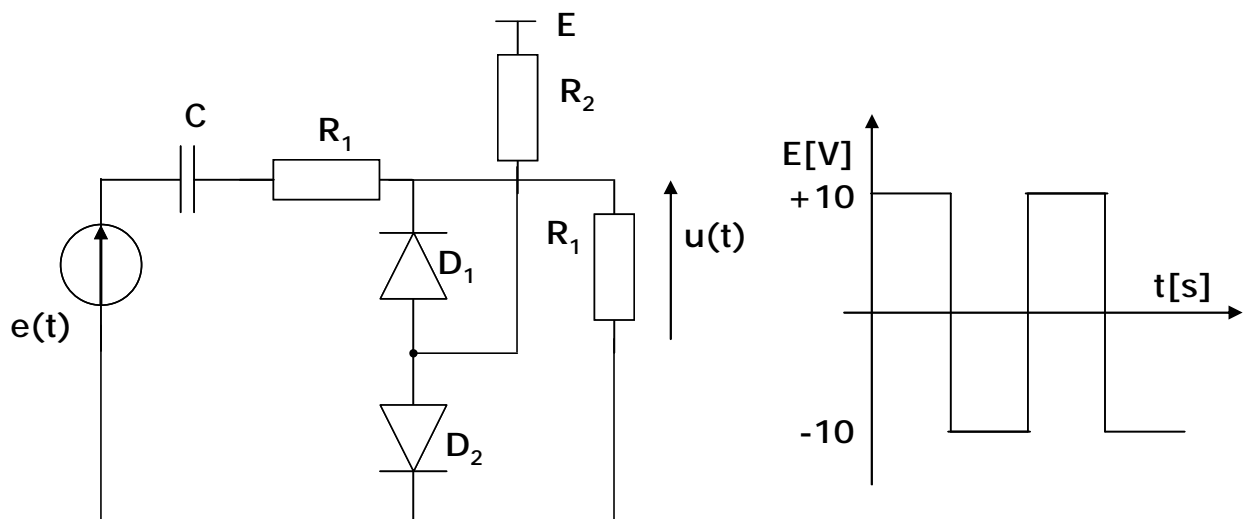 E
R₂
C
R₁
E[V]
+10
R₁
u(t)
D₁
t[s]
e(t)
-10
D₂